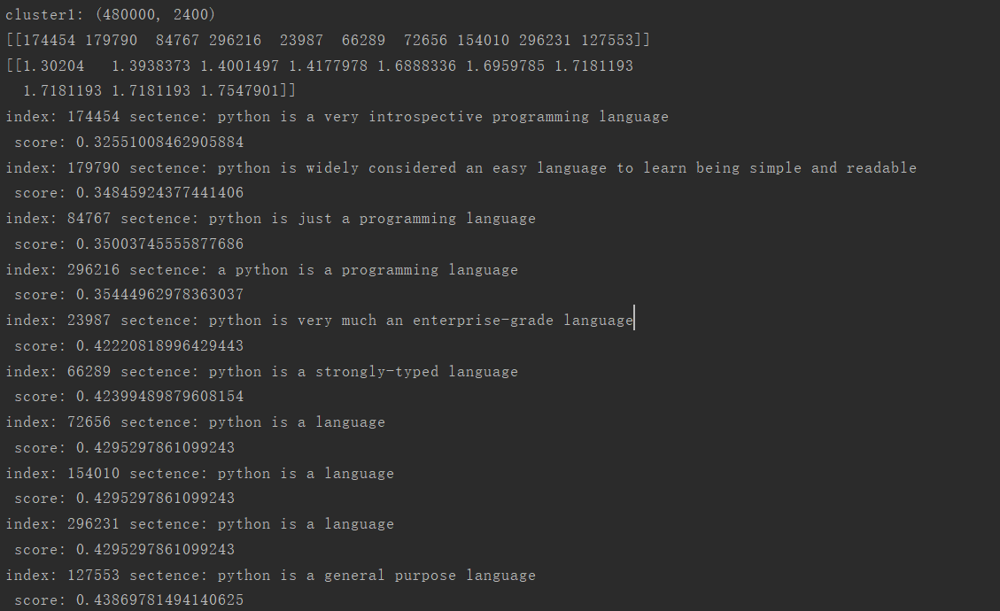 cluster1: (480000, 2400)
[[174454 179790  84767 296216  23987  66289  72656 154010 296231 127553]]
[[1.30204   1.3938373 1.4001497 1.4177978 1.6888336 1.6959785 1.7181193
  1.7181193 1.7181193 1.7547901]]
index: 174454 sectence: python is a very introspective programming language
 score: 0.32551008462905884
index: 179790 sectence: python is widely considered an easy language to learn being simple and readable
 score: 0.34845924377441406
index: 84767 sectence: python is just a programming language
 score: 0.35003745555877686
index: 296216 sectence: a python is a programming language
 score: 0.35444962978363037
index: 23987 sectence: python is very much an enterprise-grade language
 score: 0.42220818996429443
index: 66289 sectence: python is a strongly-typed language
 score: 0.42399489879608154
index: 72656 sectence: python is a language
 score: 0.4295297861099243
index: 154010 sectence: python is a language
 score: 0.4295297861099243
index: 296231 sectence: python is a language
 score: 0.4295297861099243
index: 127553 sectence: python is a general purpose language
 score: 0.43869781494140625